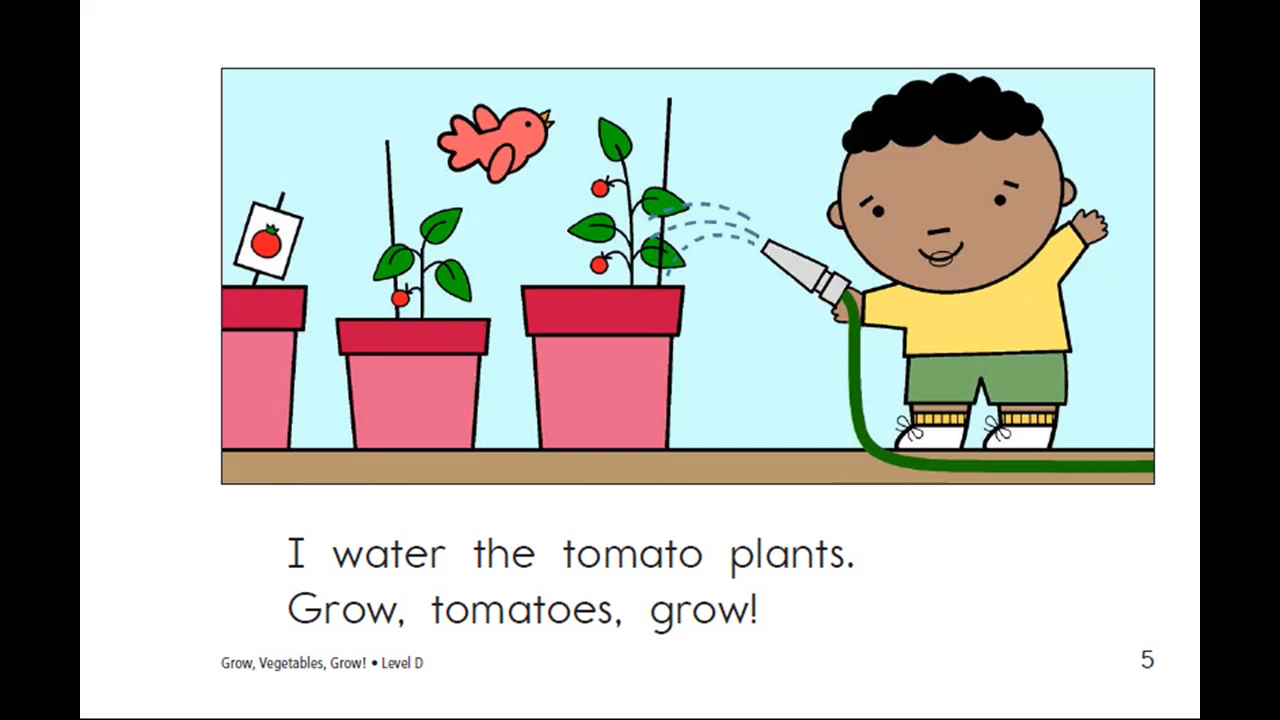 I water the tomato plants.
Grow, tomatoes, grow!
Grow, Vegetables, Grow! • Level D
5